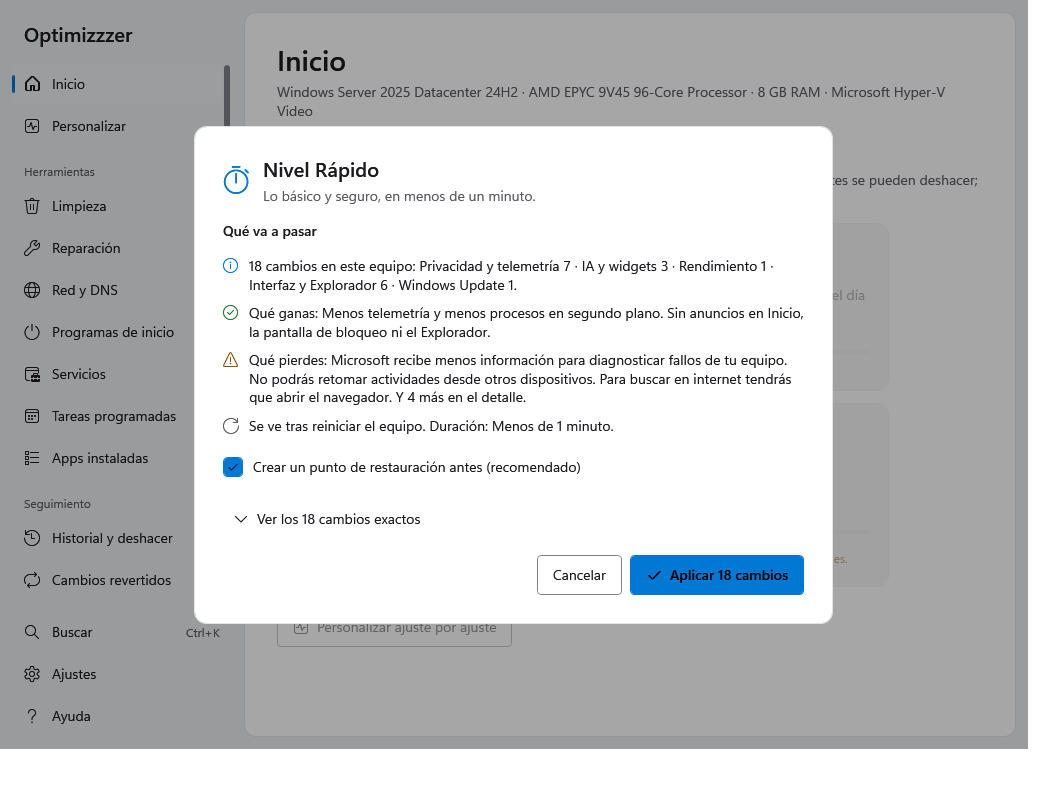 Optimizzzer
Inicio
Personalizar
Herramientas
Limpieza
Reparación
Red y DNS
Programas de inicio
Servicios
Tareas programadas
Apps instaladas
Seguimiento
Historial y deshacer
Cambios revertidos
Buscar Ctrl+K
Ajustes
Ayuda
Inicio
Windows Server 2025 Datacenter 24H2 · AMD EPYC 9V45 96-Core Processor · 8 GB RAM · Microsoft Hyper-V
Video
se pueden deshacer;
el día
Nivel Rápido
Lo básico y seguro, en menos de un minuto.
Qué va a pasar
18 cambios en este equipo: Privacidad y telemetría 7 · IA y widgets 3 · Rendimiento 1 ·
Interfaz y Explorador 6 · Windows Update 1.
Qué ganas: Menos telemetría y menos procesos en segundo plano. Sin anuncios en Inicio,
la pantalla de bloqueo ni el Explorador.
Qué pierdes: Microsoft recibe menos información para diagnosticar fallos de tu equipo.
No podrás retomar actividades desde otros dispositivos. Para buscar en internet tendrás
que abrir el navegador. Y 4 más en el detalle.
Se ve tras reiniciar el equipo. Duración: Menos de 1 minuto.
Crear un punto de restauración antes (recomendado)
Ver los 18 cambios exactos
Cancelar
Aplicar 18 cambios
Personalizar ajuste por ajuste